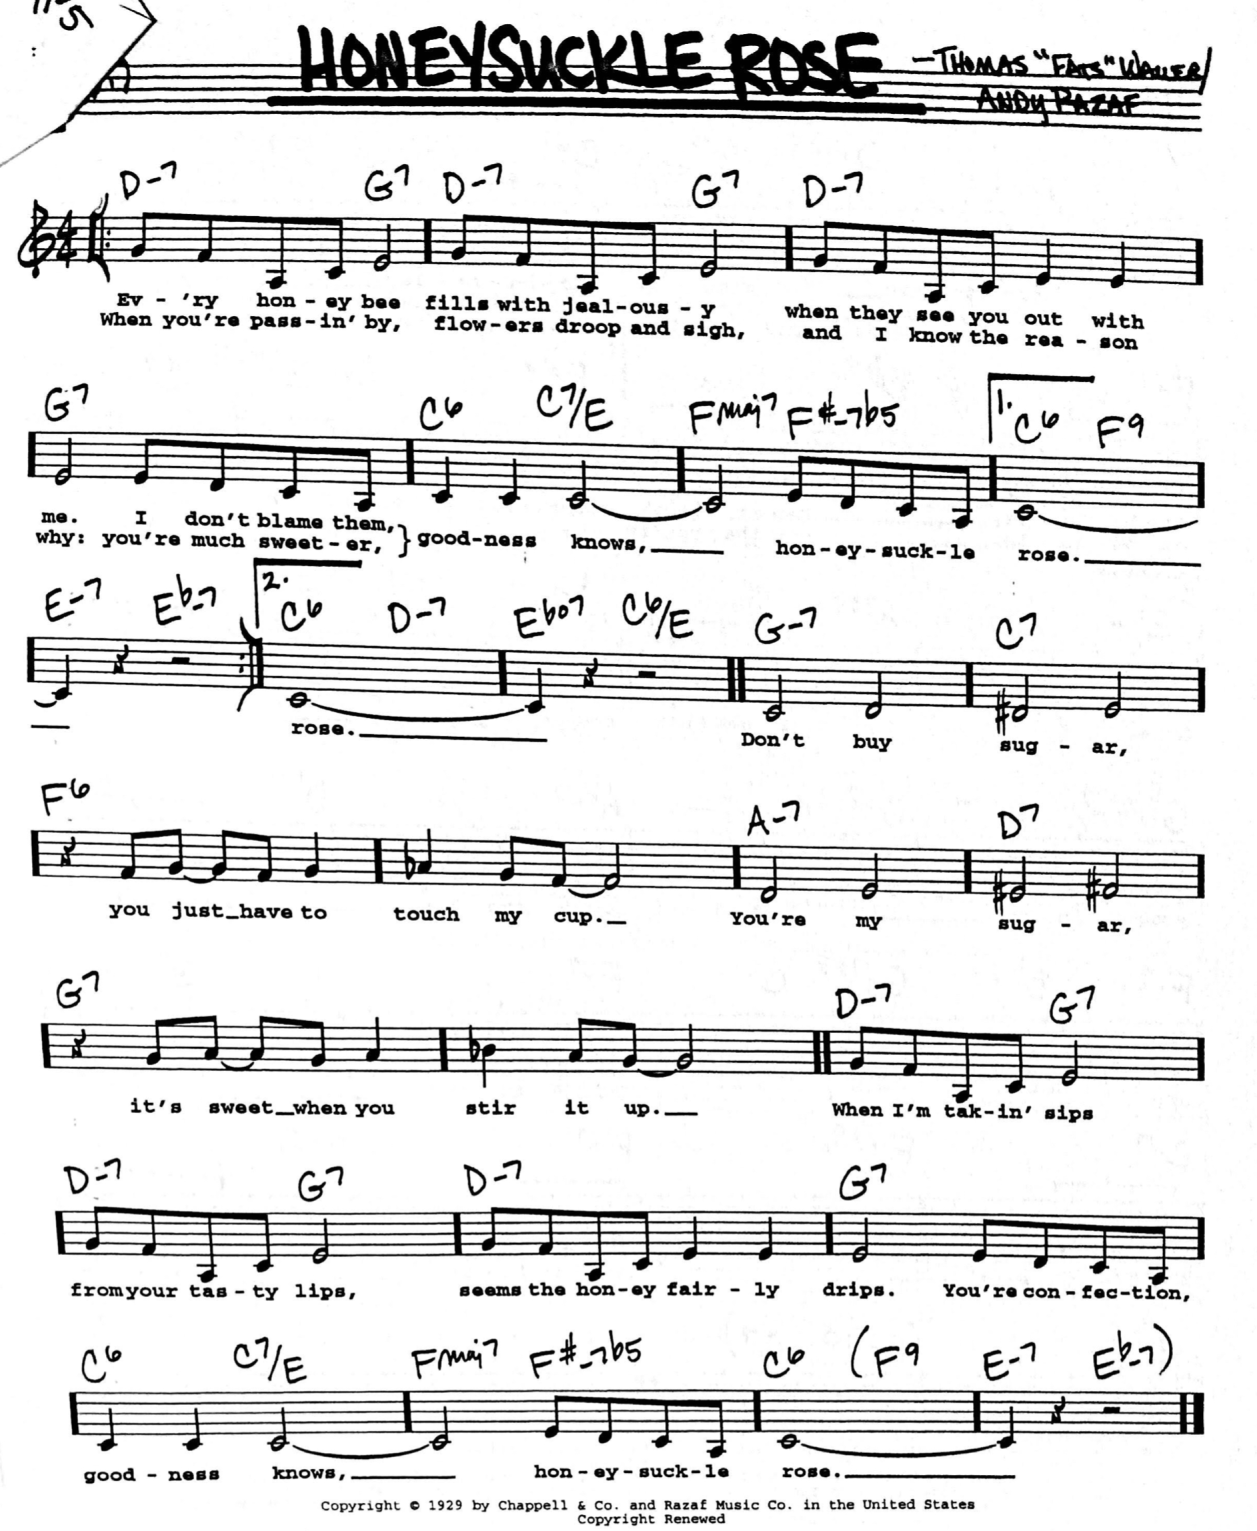 HONEYSUCKLE ROSE
- THOMAS "FATS" WALLER/
ANDY RAZAF
D-7 G7 D-7 G7 D-7
Ev - 'ry hon - ey bee fills with jeal-ous - y when they see you out with
When you're pass-in' by, flow-ers droop and sigh, and I know the rea - son
G7 C6 C7/E Fmaj7 F#-7b5 1. C6 F9
me. I don't blame them,
why: you're much sweet-er, } good-ness knows, hon-ey-suck-le rose.
E-7 Eb-7 2. C6 D-7 Ebo7 C6/E G-7 C7
rose. Don't buy sug - ar,
F6 A-7 D7
you just have to touch my cup. You're my sug - ar,
G7 D-7 G7
it's sweet when you stir it up. When I'm tak-in' sips
D-7 G7 D-7 G7
from your tas - ty lips, seems the hon-ey fair - ly drips. You're con-fec-tion,
C6 C7/E Fmaj7 F#-7b5 C6 (F9 E-7 Eb-7)
good - ness knows, hon-ey-suck-le rose.
Copyright © 1929 by Chappell & Co. and Razaf Music Co. in the United States
Copyright Renewed